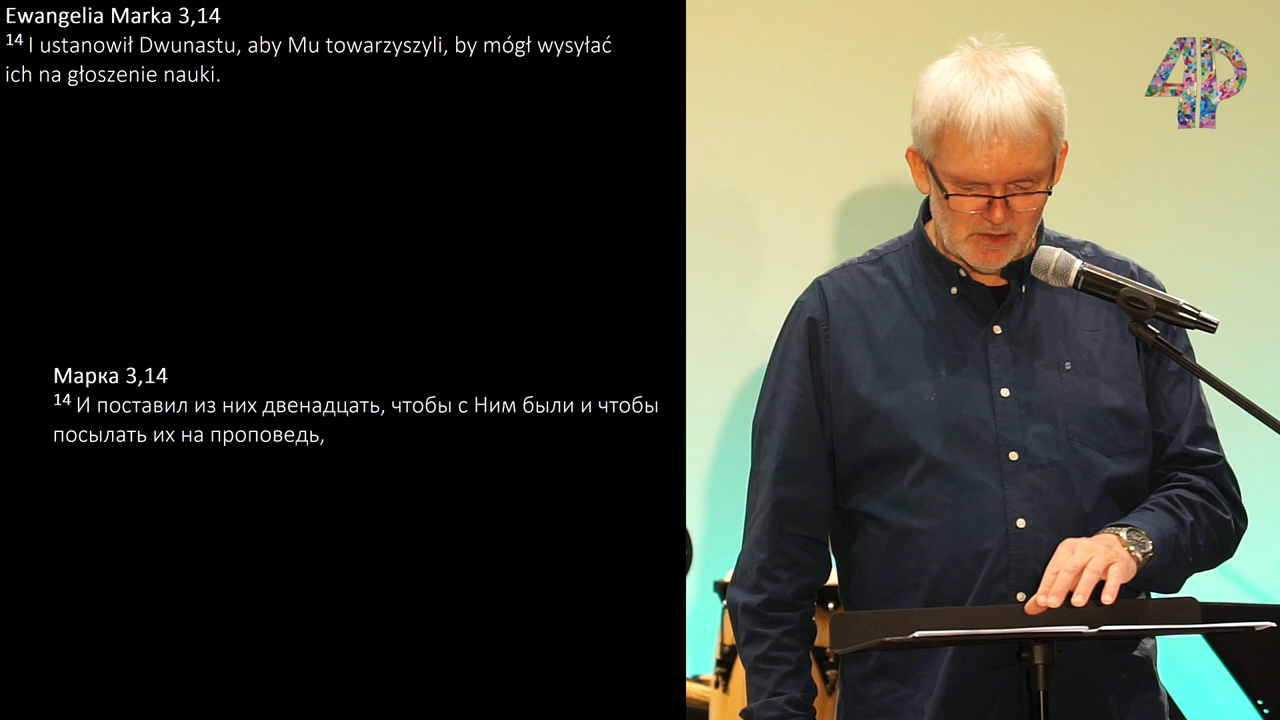 Ewangelia Marka 3,14
14 I ustanowił Dwunastu, aby Mu towarzyszyli, by mógł wysyłać
ich na głoszenie nauki.
4P
Марка 3,14
14 И поставил из них двенадцать, чтобы с Ним были и чтобы
посылать их на проповедь,